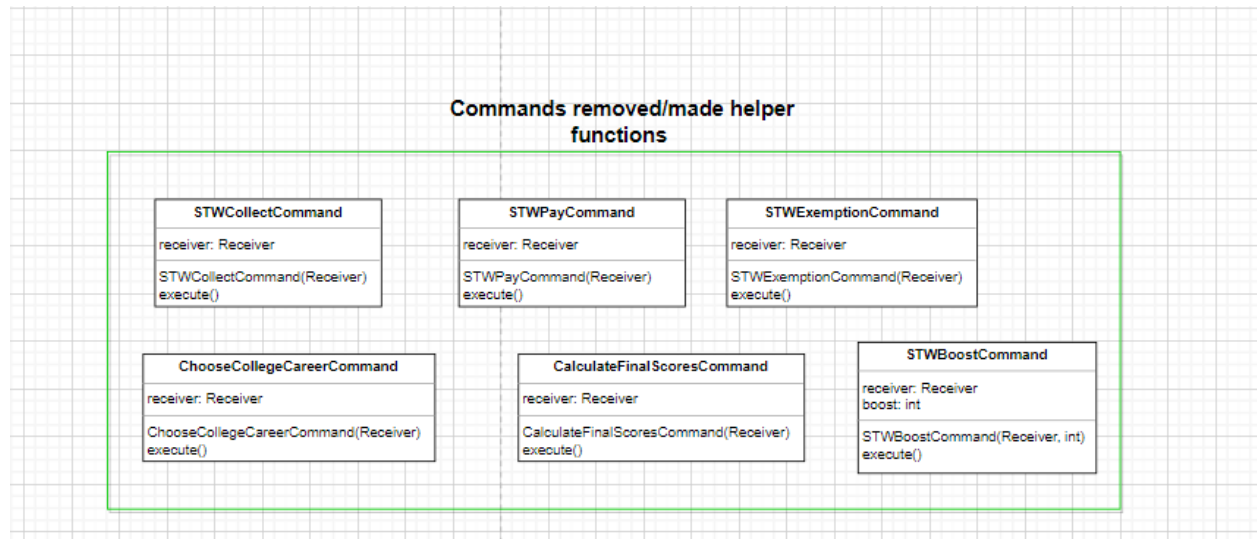 Commands removed/made helper
functions
STWCollectCommand
receiver: Receiver
STWCollectCommand(Receiver)
execute()
STWPayCommand
receiver: Receiver
STWPayCommand(Receiver)
execute()
STWExemptionCommand
receiver: Receiver
STWExemptionCommand(Receiver)
execute()
ChooseCollegeCareerCommand
receiver: Receiver
ChooseCollegeCareerCommand(Receiver)
execute()
CalculateFinalScoresCommand
receiver: Receiver
CalculateFinalScoresCommand(Receiver)
execute()
STWBoostCommand
receiver: Receiver
boost: int
STWBoostCommand(Receiver, int)
execute()